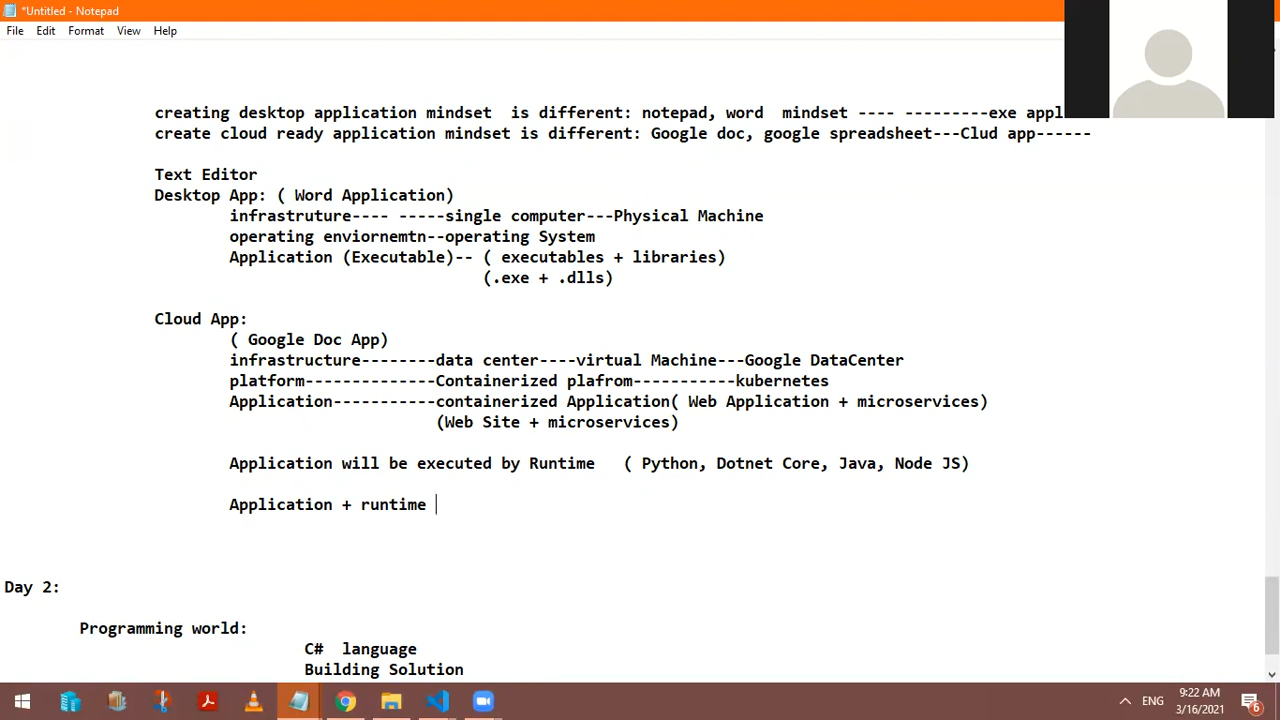 *Untitled - Notepad
File Edit Format View Help
creating desktop application mindset  is different: notepad, word  mindset ---- ---------exe appl
create cloud ready application mindset is different: Google doc, google spreadsheet---Clud app------
Text Editor
Desktop App: ( Word Application)
infrastruture---- -----single computer---Physical Machine
operating enviornemtn--operating System
Application (Executable)-- ( executables + libraries)
(.exe + .dlls)
Cloud App:
( Google Doc App)
infrastructure--------data center----virtual Machine---Google DataCenter
platform--------------Containerized plafrom-----------kubernetes
Application-----------containerized Application( Web Application + microservices)
(Web Site + microservices)
Application will be executed by Runtime   ( Python, Dotnet Core, Java, Node JS)
Application + runtime
Day 2:
Programming world:
C#  language
Building Solution
ENG
9:22 AM
3/16/2021
6